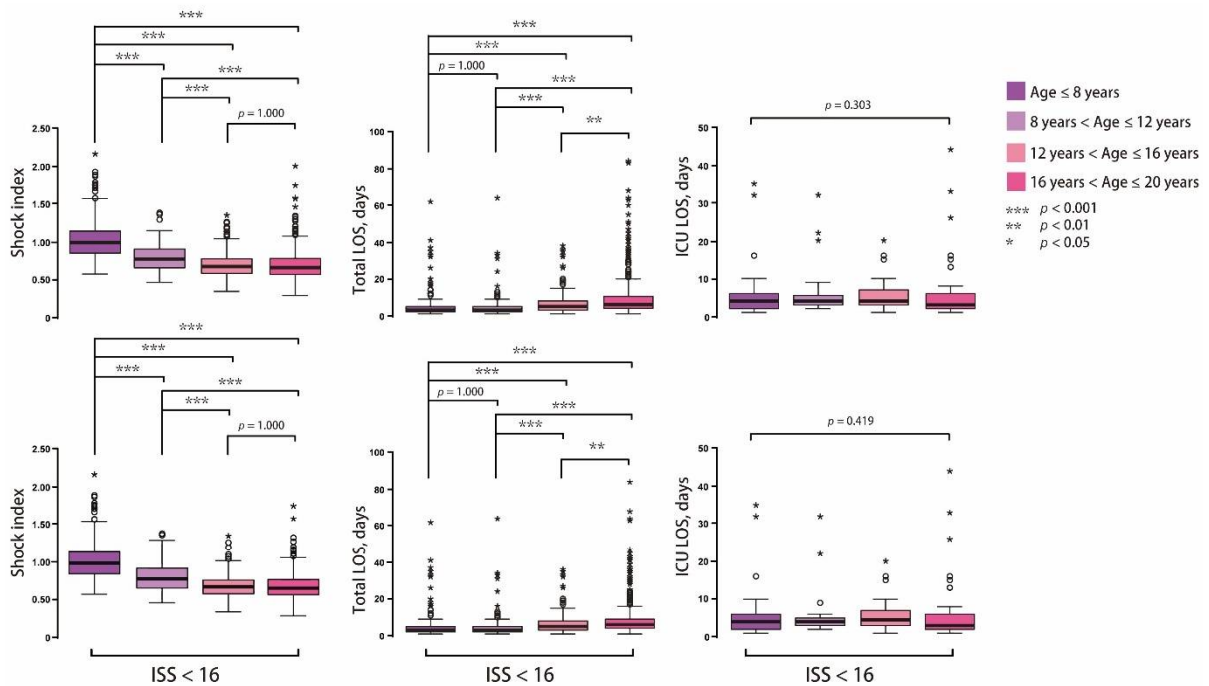 ***
***
***
***
***
p = 1.000
Shock index
2.50
2.00
1.50
1.00
0.50
0
***
***
p = 1.000
***
***
**
Total LOS, days
100
80
60
40
20
0
p = 0.303
ICU LOS, days
50
40
30
20
10
0
Age ≤ 8 years
8 years < Age ≤ 12 years
12 years < Age ≤ 16 years
16 years < Age ≤ 20 years
*** p < 0.001
** p < 0.01
* p < 0.05
***
***
***
***
***
p = 1.000
Shock index
2.50
2.00
1.50
1.00
0.50
0
ISS < 16
***
***
p = 1.000
***
***
**
Total LOS, days
100
80
60
40
20
0
ISS < 16
p = 0.419
ICU LOS, days
50
40
30
20
10
0
ISS < 16